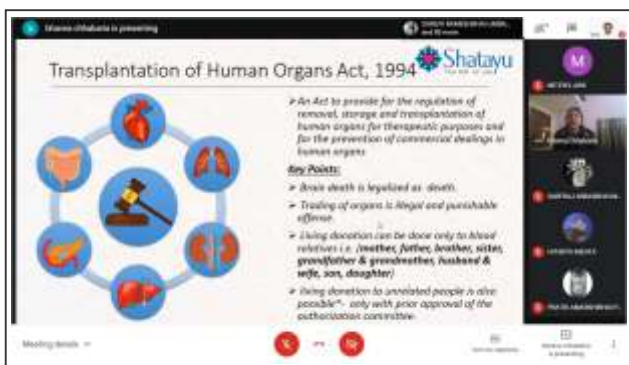 Transplantation of Human Organs Act, 1994
Shatayu
➢An Act to provide for the regulation of
removal, storage and transplantation of
human organs for therapeutic purposes and
for the prevention of commercial dealings in
human organs
Key Points:
➢ Brain death is legalized as death.
➢ Trading of organs is illegal and punishable
offense.
➢ Living donation can be done only to blood
relatives i.e. (mother, father, brother, sister,
grandfather & grandmother, husband &
wife, son, daughter)
➢ living donation to unrelated people is also
possible*- only with prior approval of the
authorization committee.
M
Meeting details
is presenting